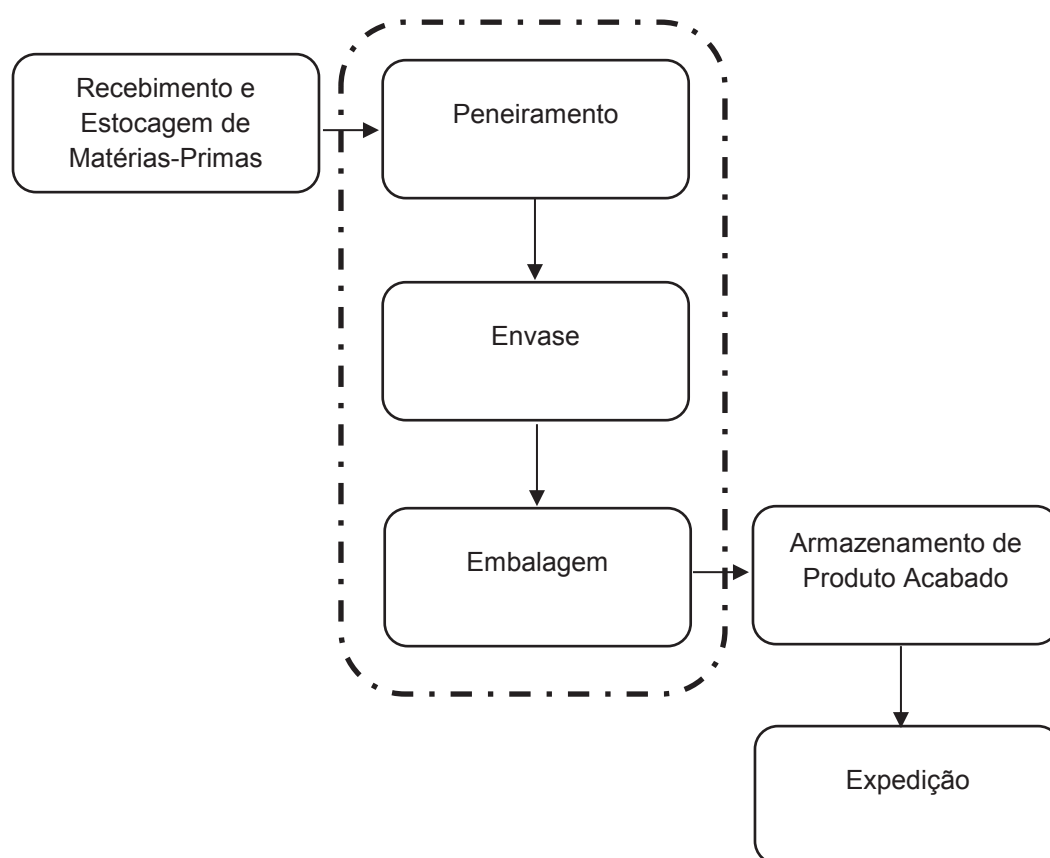 Recebimento e
Estocagem de
Matérias-Primas
Peneiramento
Envase
Embalagem
Armazenamento de
Produto Acabado
Expedição